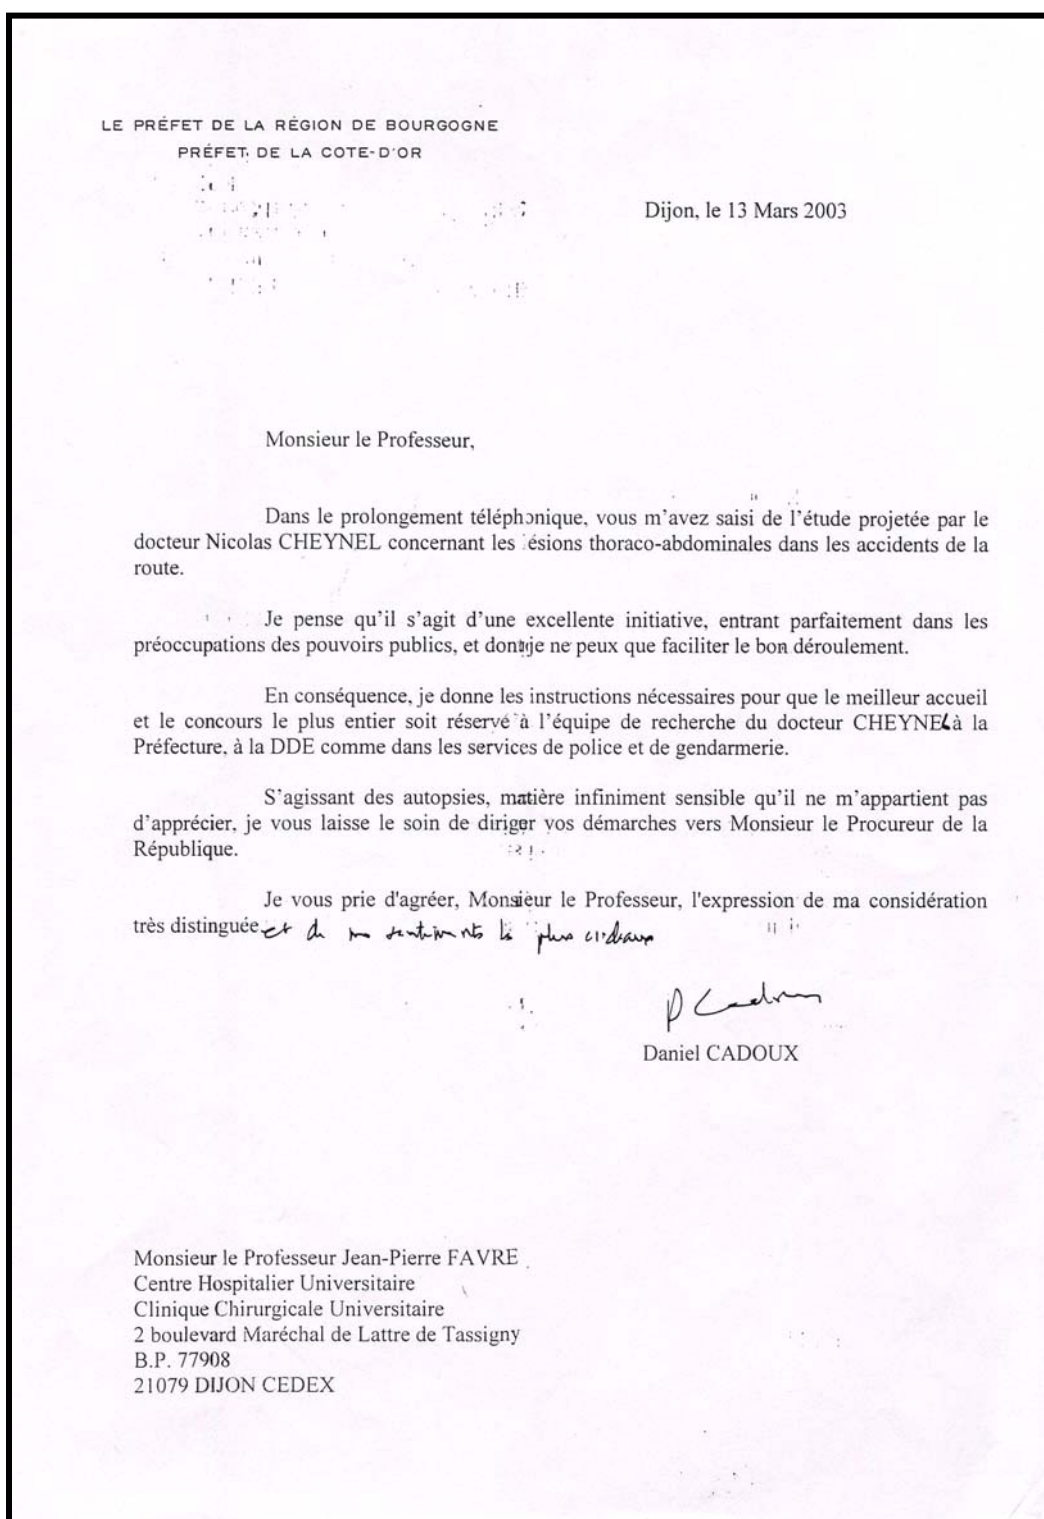 LE PRÉFET DE LA RÉGION DE BOURGOGNE
PRÉFET DE LA COTE-D'OR
Dijon, le 13 Mars 2003
Monsieur le Professeur,
Dans le prolongement téléphonique, vous m'avez saisi de l'étude projetée par le
docteur Nicolas CHEYNEL concernant les lésions thoraco-abdominales dans les accidents de la
route.
Je pense qu'il s'agit d'une excellente initiative, entrant parfaitement dans les
préoccupations des pouvoirs publics, et dont je ne peux que faciliter le bon déroulement.
En conséquence, je donne les instructions nécessaires pour que le meilleur accueil
et le concours le plus entier soit réservé à l'équipe de recherche du docteur CHEYNEL à la
Préfecture, à la DDE comme dans les services de police et de gendarmerie.
S'agissant des autopsies, matière infiniment sensible qu'il ne m'appartient pas
d'apprécier, je vous laisse le soin de diriger vos démarches vers Monsieur le Procureur de la
République.
Je vous prie d'agréer, Monsieur le Professeur, l'expression de ma considération
très distinguée et de mes sentiments les plus cordiaux
D Cadoux
Daniel CADOUX
Monsieur le Professeur Jean-Pierre FAVRE
Centre Hospitalier Universitaire
Clinique Chirurgicale Universitaire
2 boulevard Maréchal de Lattre de Tassigny
B.P. 77908
21079 DIJON CEDEX